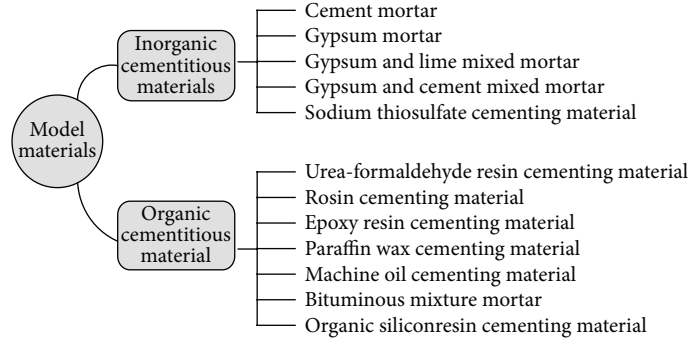 Model
materials
Inorganic
cementitious
materials
Cement mortar
Gypsum mortar
Gypsum and lime mixed mortar
Gypsum and cement mixed mortar
Sodium thiosulfate cementing material
Organic
cementitious
material
Urea-formaldehyde resin cementing material
Rosin cementing material
Epoxy resin cementing material
Paraffin wax cementing material
Machine oil cementing material
Bituminous mixture mortar
Organic siliconresin cementing material